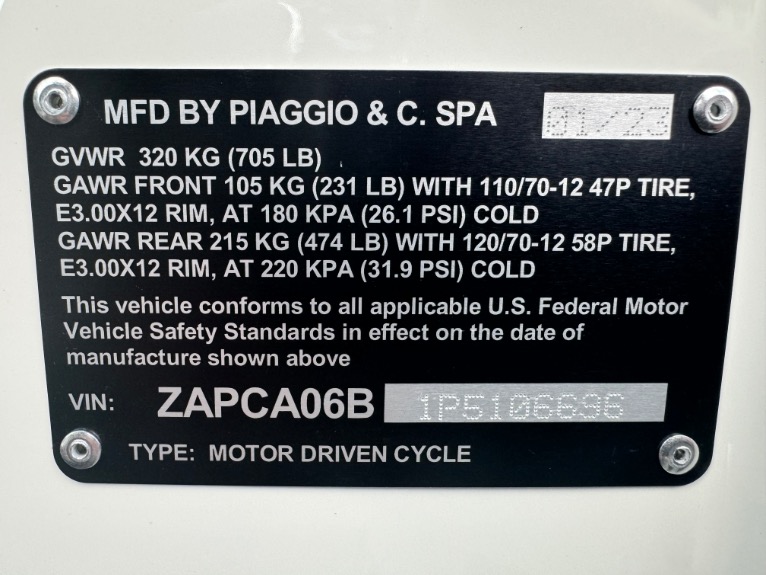 MFD BY PIAGGIO & C. SPA 01/23
GVWR 320 KG (705 LB)
GAWR FRONT 105 KG (231 LB) WITH 110/70-12 47P TIRE,
E3.00X12 RIM, AT 180 KPA (26.1 PSI) COLD
GAWR REAR 215 KG (474 LB) WITH 120/70-12 58P TIRE,
E3.00X12 RIM, AT 220 KPA (31.9 PSI) COLD
This vehicle conforms to all applicable U.S. Federal Motor
Vehicle Safety Standards in effect on the date of
manufacture shown above
VIN: ZAPCA06B 1P5106696
TYPE: MOTOR DRIVEN CYCLE